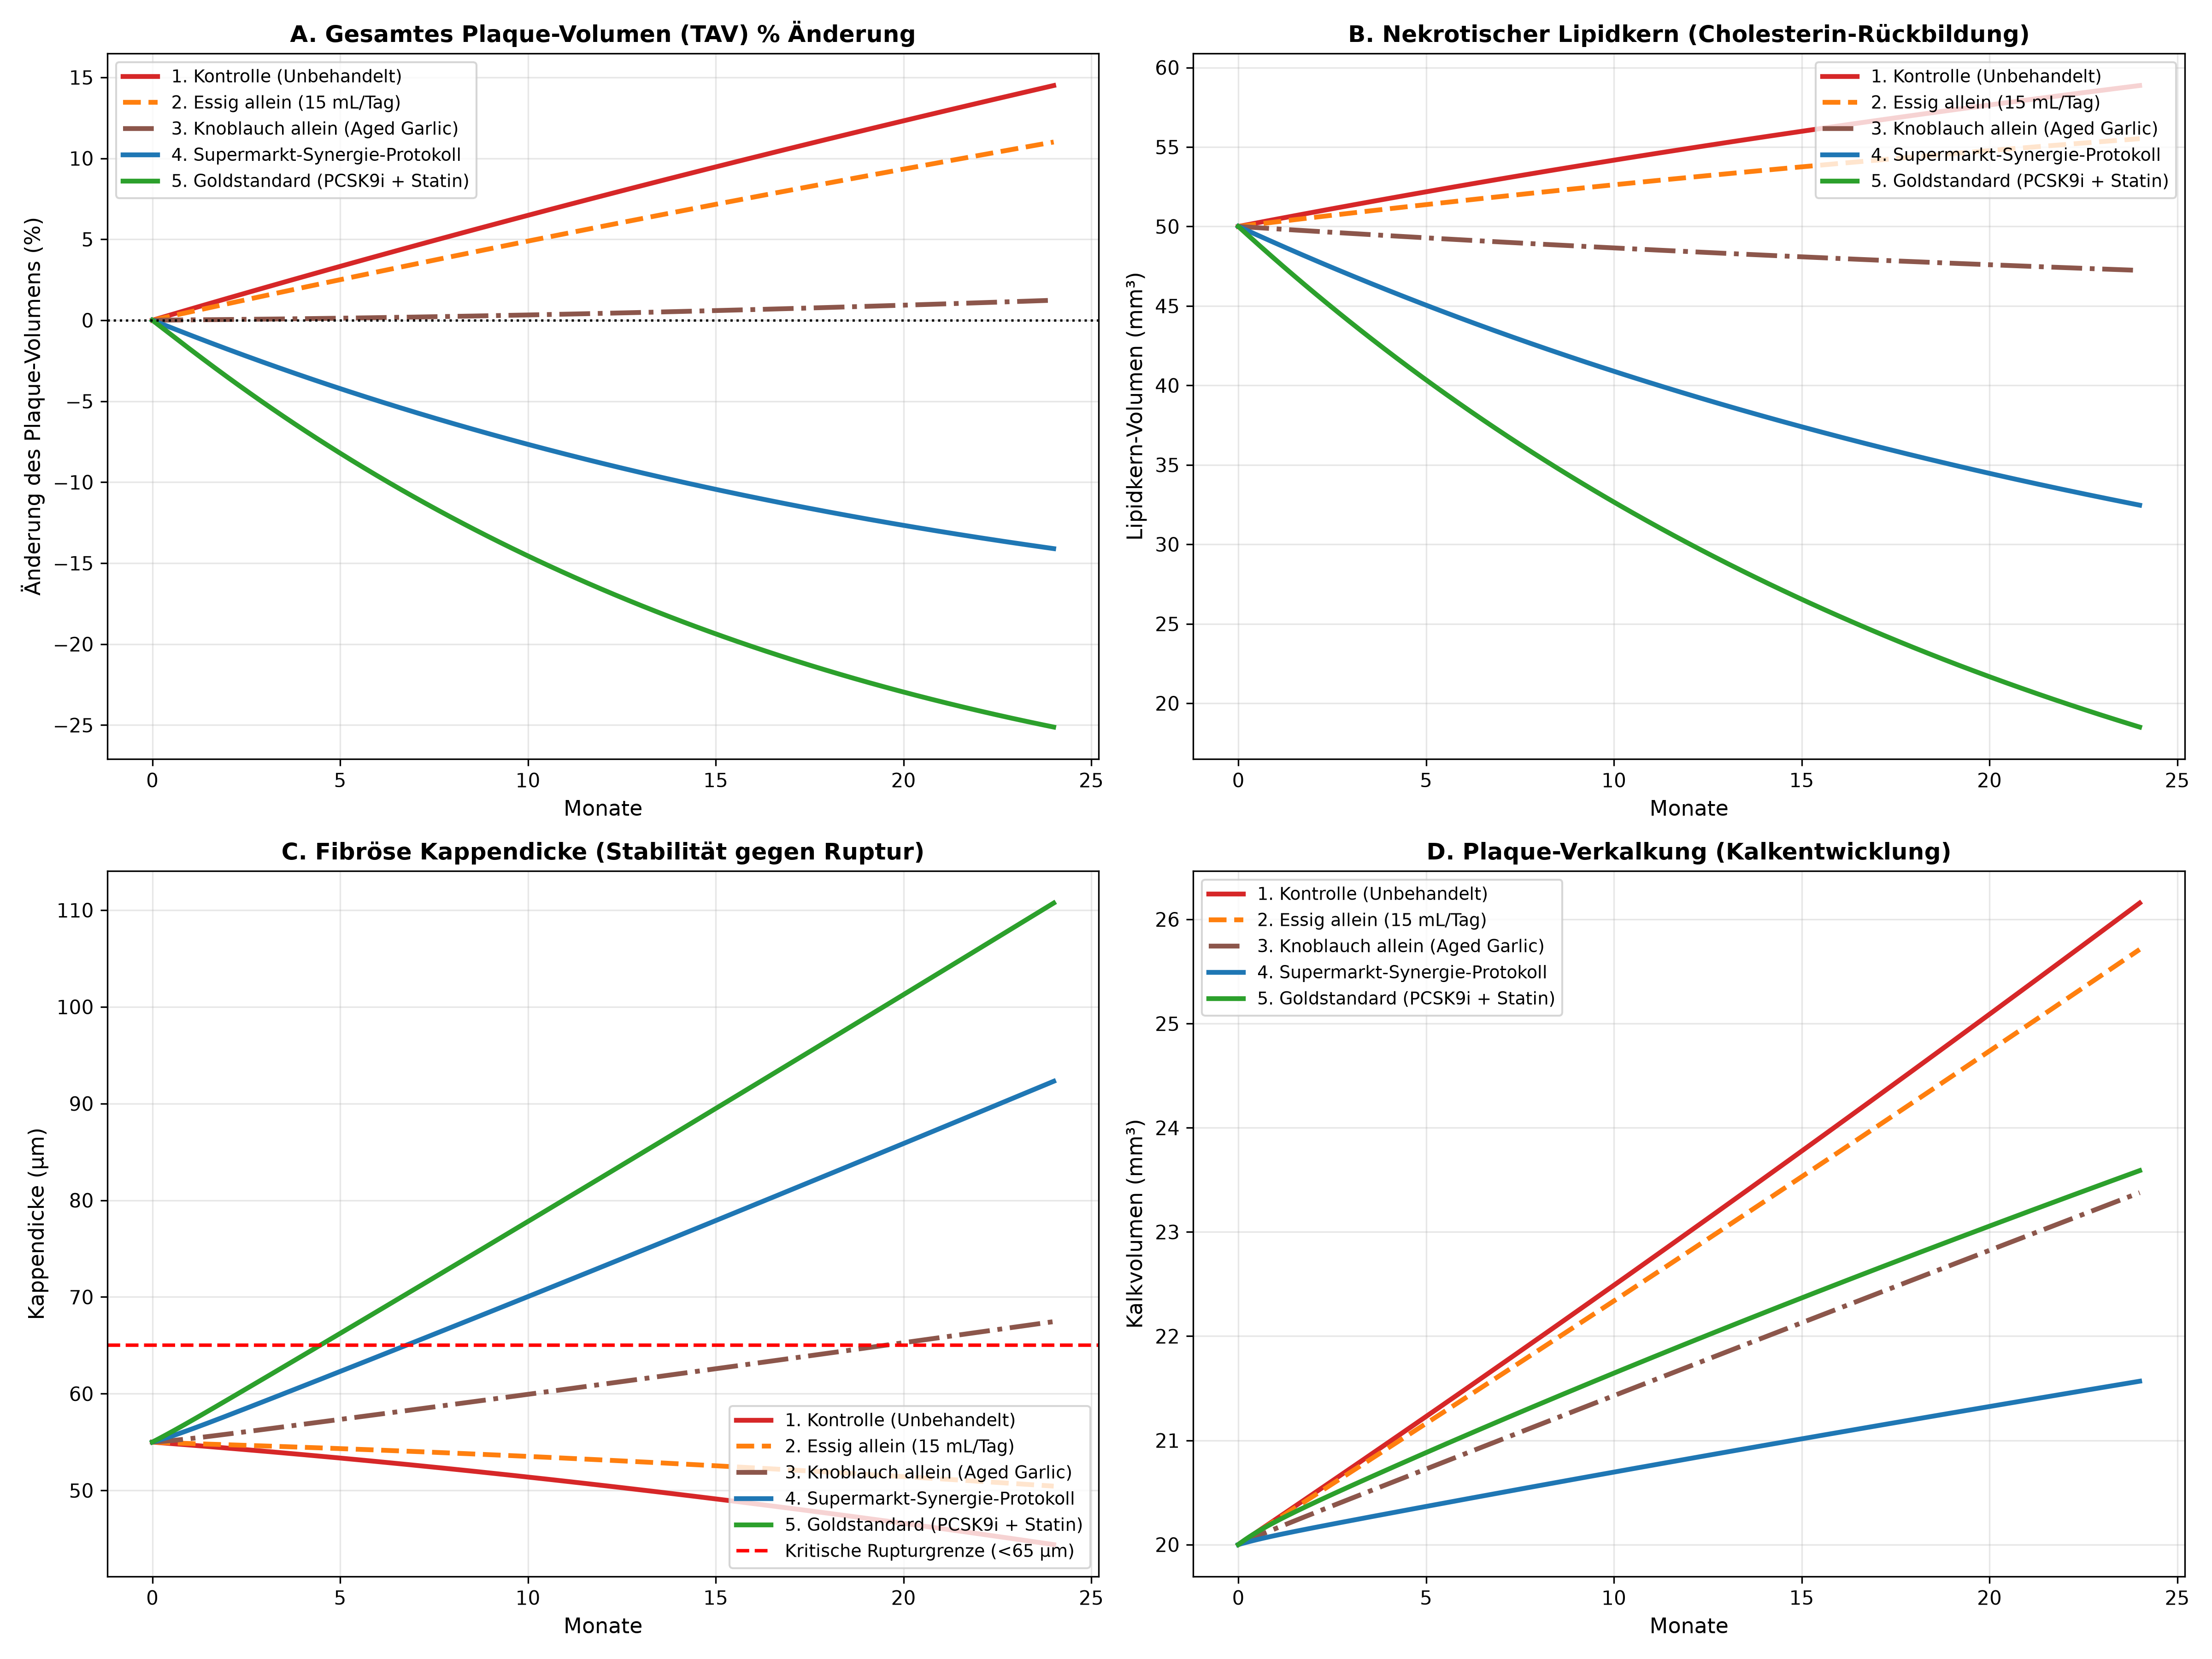 A. Gesamtes Plaque-Volumen (TAV) % Änderung
Änderung des Plaque-Volumens (%)
15
10
5
0
−5
−10
−15
−20
−25
1. Kontrolle (Unbehandelt)
2. Essig allein (15 mL/Tag)
3. Knoblauch allein (Aged Garlic)
4. Supermarkt-Synergie-Protokoll
5. Goldstandard (PCSK9i + Statin)
0 5 10 15 20 25
Monate
B. Nekrotischer Lipidkern (Cholesterin-Rückbildung)
Lipidkern-Volumen (mm³)
60
55
50
45
40
35
30
25
20
1. Kontrolle (Unbehandelt)
2. Essig allein (15 mL/Tag)
3. Knoblauch allein (Aged Garlic)
4. Supermarkt-Synergie-Protokoll
5. Goldstandard (PCSK9i + Statin)
0 5 10 15 20 25
Monate
C. Fibröse Kappendicke (Stabilität gegen Ruptur)
Kappendicke (µm)
110
100
90
80
70
60
50
1. Kontrolle (Unbehandelt)
2. Essig allein (15 mL/Tag)
3. Knoblauch allein (Aged Garlic)
4. Supermarkt-Synergie-Protokoll
5. Goldstandard (PCSK9i + Statin)
Kritische Rupturgrenze (<65 µm)
0 5 10 15 20 25
Monate
D. Plaque-Verkalkung (Kalkentwicklung)
Kalkvolumen (mm³)
26
25
24
23
22
21
20
1. Kontrolle (Unbehandelt)
2. Essig allein (15 mL/Tag)
3. Knoblauch allein (Aged Garlic)
4. Supermarkt-Synergie-Protokoll
5. Goldstandard (PCSK9i + Statin)
0 5 10 15 20 25
Monate